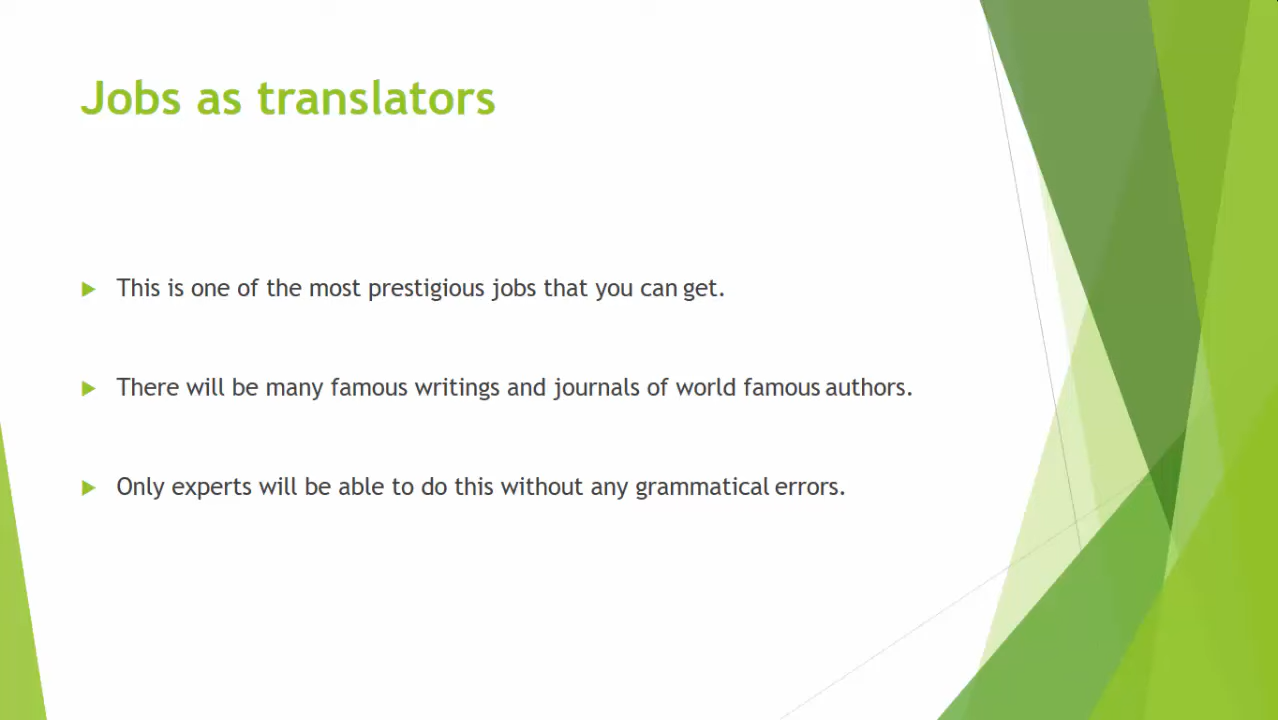 Jobs as translators
This is one of the most prestigious jobs that you can get.
There will be many famous writings and journals of world famous authors.
Only experts will be able to do this without any grammatical errors.